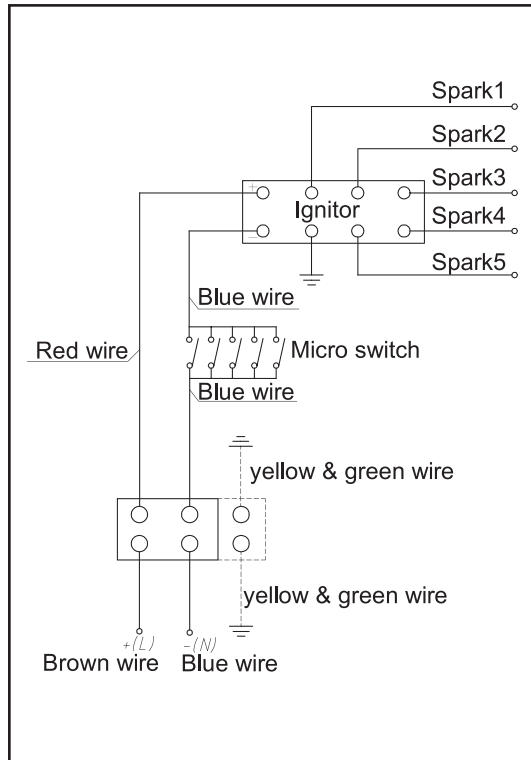 Spark1
Spark2
+
Spark3
Ignitor
Spark4
−
Spark5
Blue wire
Red wire
Micro switch
Blue wire
yellow & green wire
yellow & green wire
+(L)
-(N)
Brown wire
Blue wire